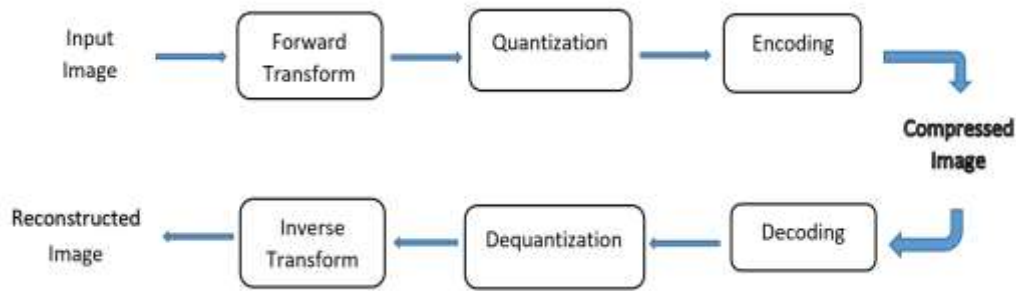 Input
Image
Forward
Transform
Quantization
Encoding
Compressed
Image
Decoding
Dequantization
Inverse
Transform
Reconstructed
Image